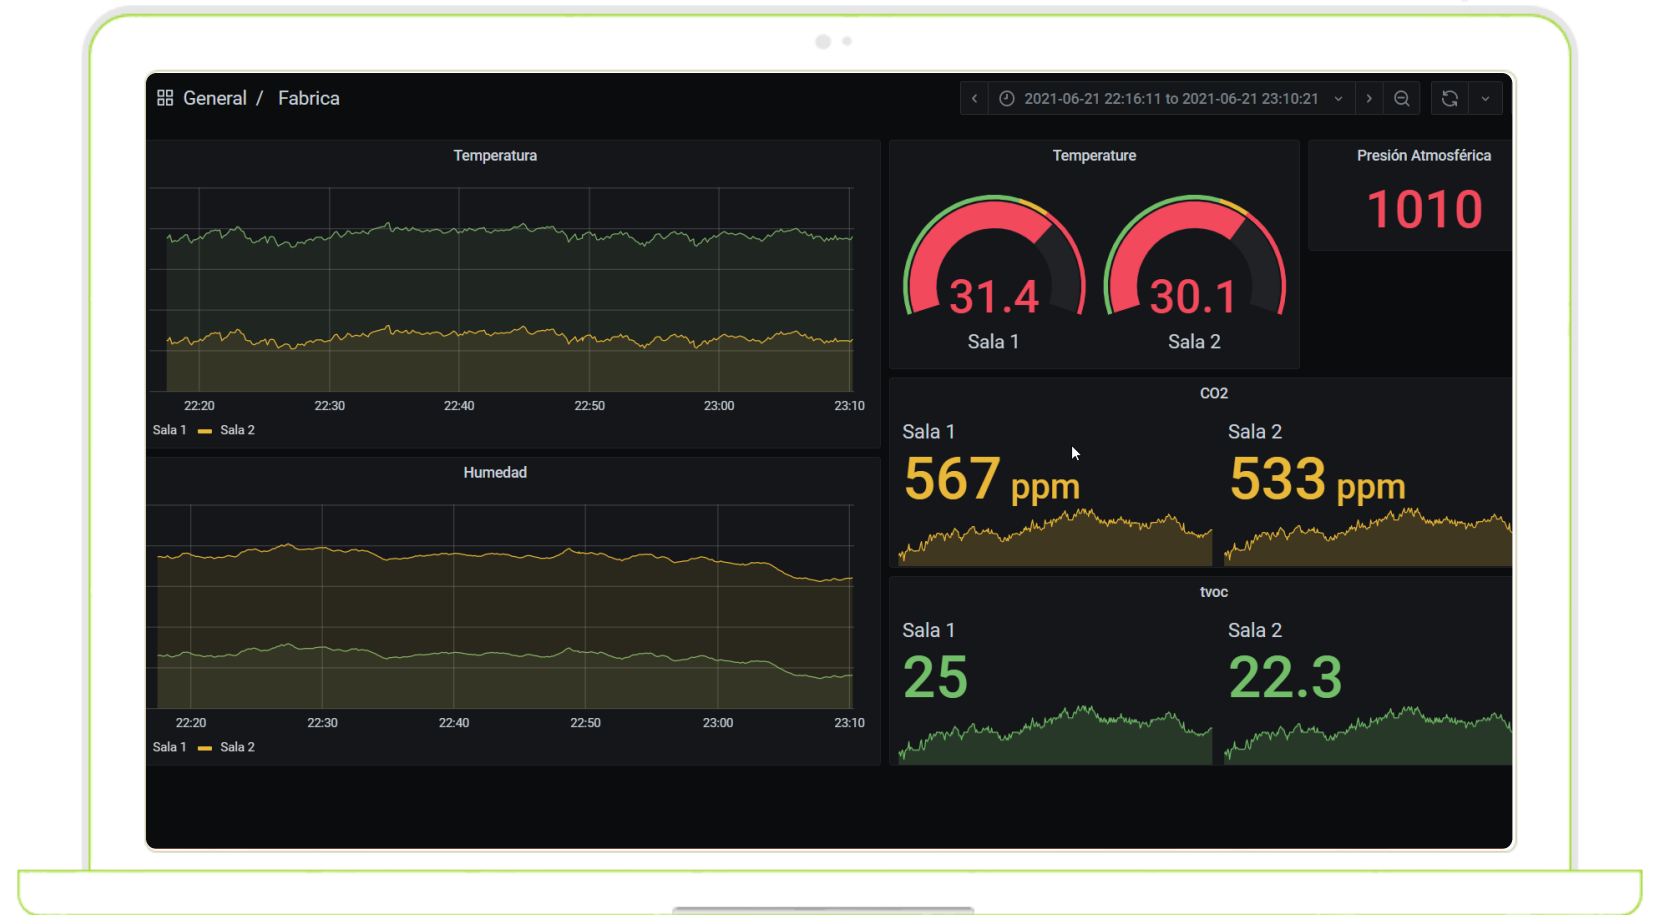 General / Fabrica
2021-06-21 22:16:11 to 2021-06-21 23:10:21
Temperatura
22:20 22:30 22:40 22:50 23:00 23:10
Sala 1 Sala 2
Humedad
22:20 22:30 22:40 22:50 23:00 23:10
Sala 1 Sala 2
Temperature
31.4 30.1
Sala 1 Sala 2
Presión Atmosférica
1010
CO2
Sala 1 Sala 2
567 ppm 533 ppm
tvoc
Sala 1 Sala 2
25 22.3